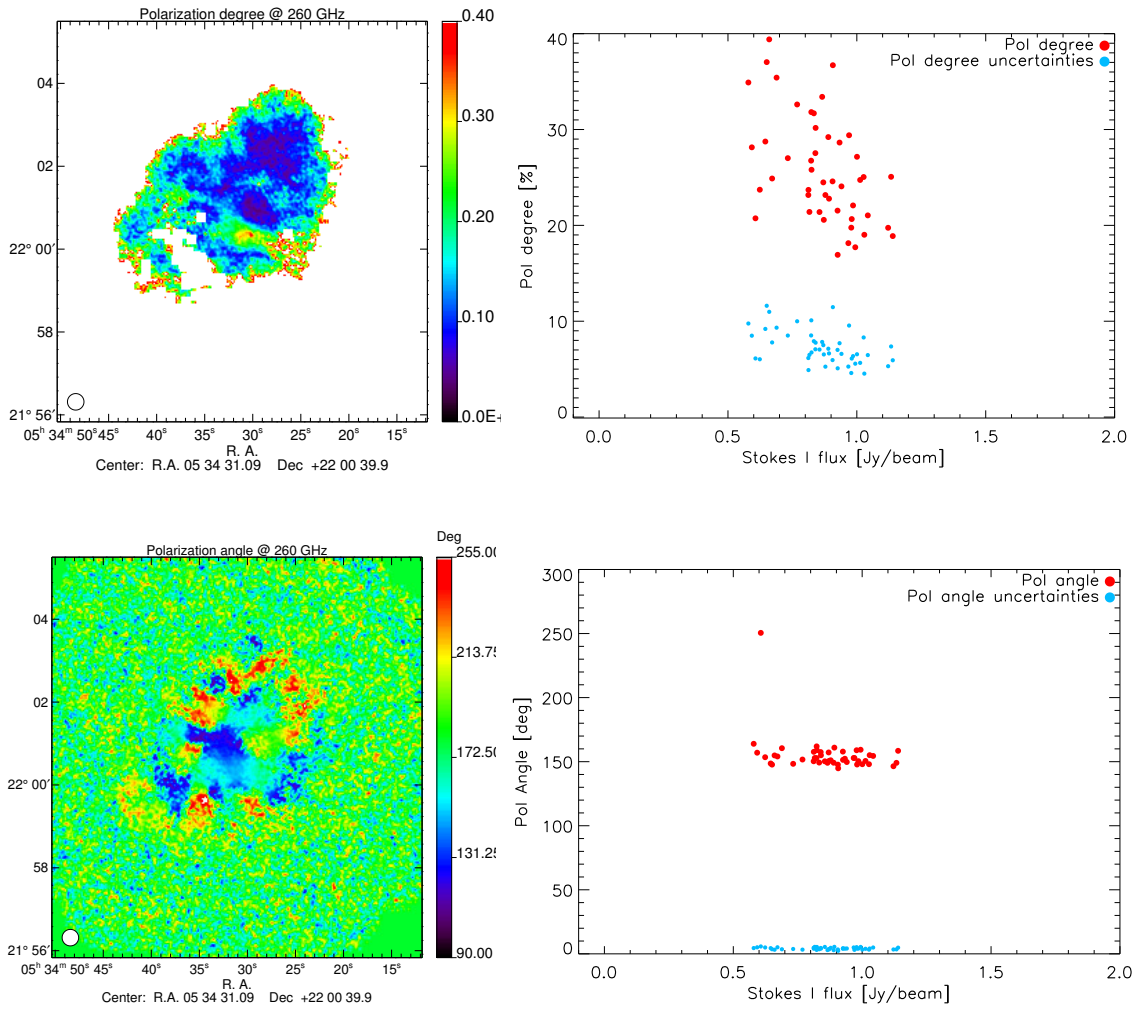 Polarization degree @ 260 GHz
0.40
0.30
0.20
0.10
0.0E
04
02
22 00′
58
21° 56′
05h 34m 50s 45s 40s 35s 30s 25s 20s 15s
R. A.
Center: R.A. 05 34 31.09 Dec +22 00 39.9
40
30
20
10
0
Pol degree [%]
Pol degree
Pol degree uncertainties
0.0 0.5 1.0 1.5 2.0
Stokes I flux [Jy/beam]
Polarization angle @ 260 GHz
Deg
255.00
213.75
172.50
131.25
90.00
04
02
22 00′
58
21° 56′
05h 34m 50s 45s 40s 35s 30s 25s 20s 15s
R. A.
Center: R.A. 05 34 31.09 Dec +22 00 39.9
300
250
200
150
100
50
0
Pol Angle [deg]
Pol angle
Pol angle uncertainties
0.0 0.5 1.0 1.5 2.0
Stokes I flux [Jy/beam]